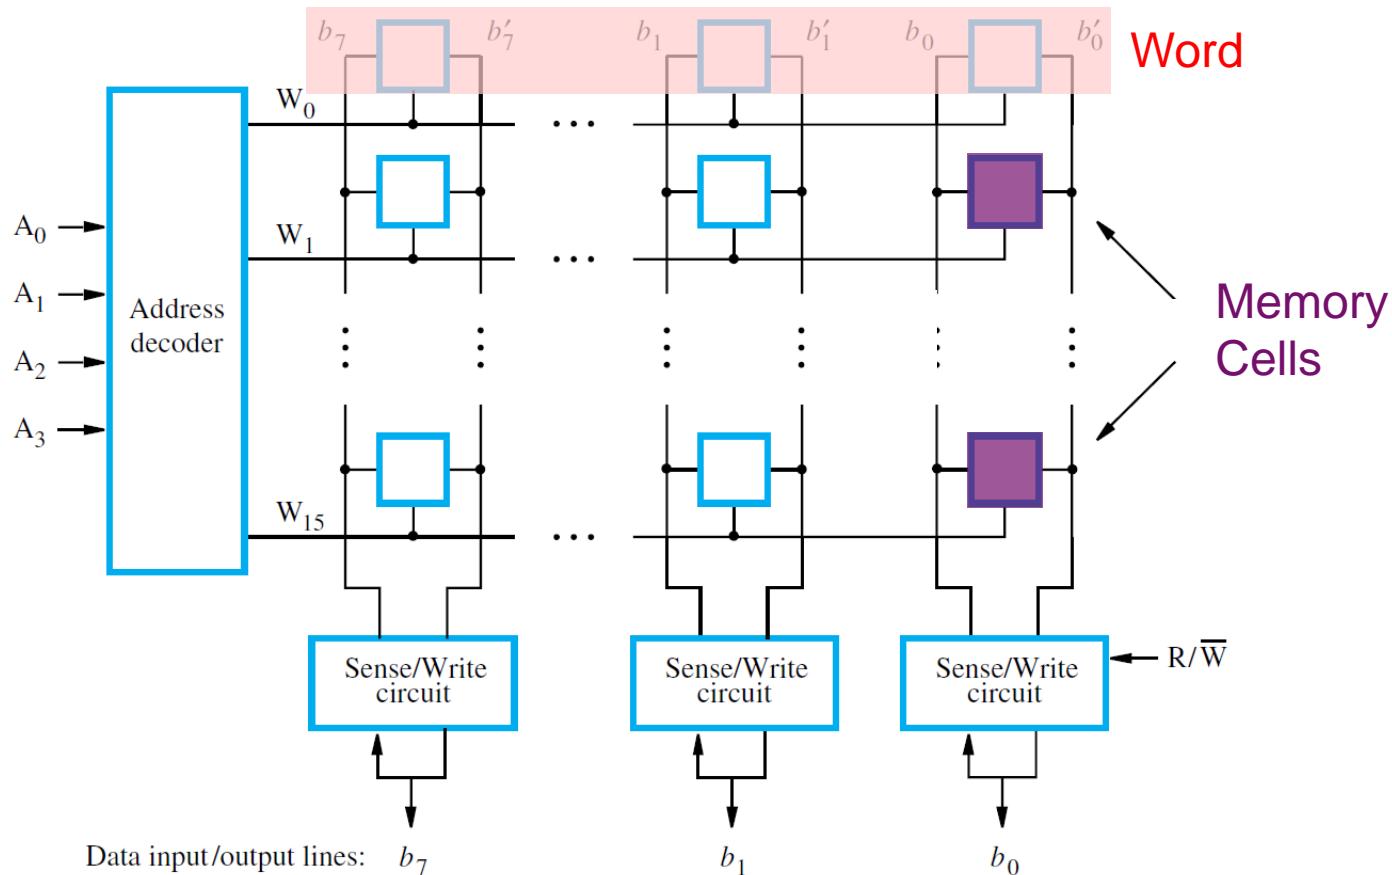 b7 b′7 b1 b′1 b0 b′0 Word
W0
• • •
A0
W1
• • •
A1
Address
decoder
Memory
Cells
A2
A3
W15
• • •
Sense/Write
circuit
Sense/Write
circuit
Sense/Write
circuit
R/W̅
Data input/output lines: b7 b1 b0